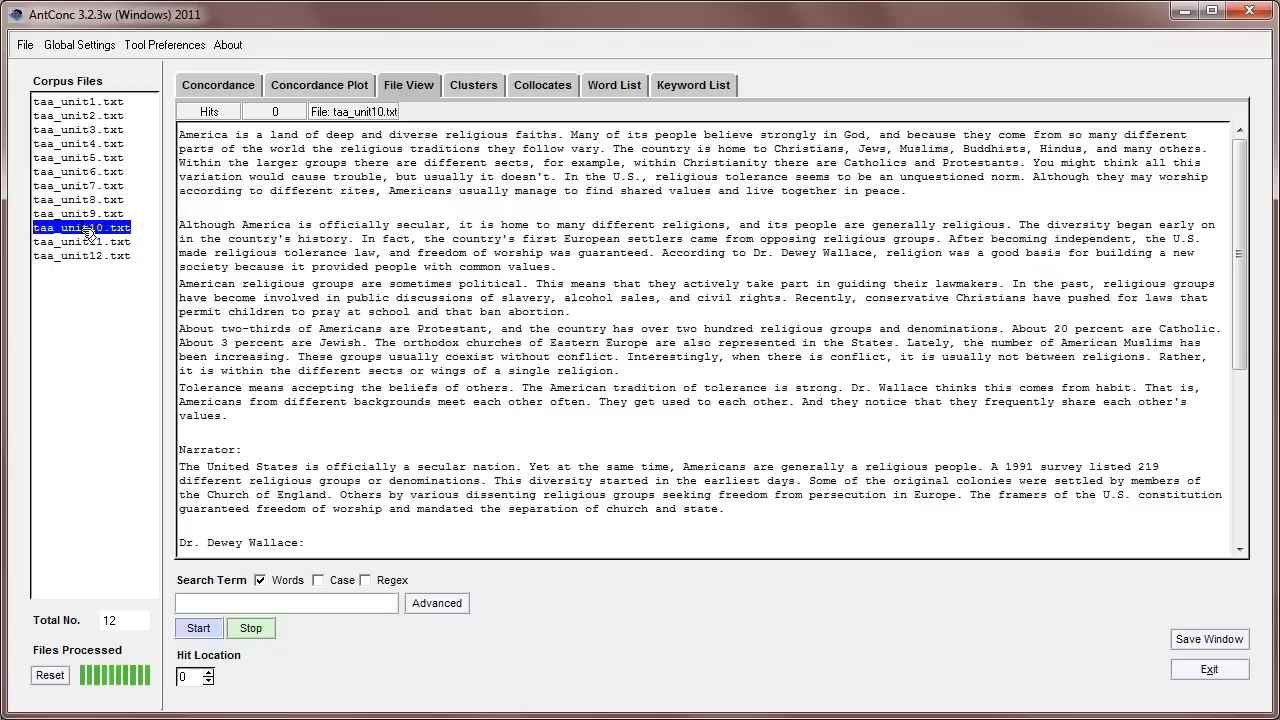 AntConc 3.2.3w (Windows) 2011
File Global Settings Tool Preferences About
Corpus Files
taa_unit1.txt
taa_unit2.txt
taa_unit3.txt
taa_unit4.txt
taa_unit5.txt
taa_unit6.txt
taa_unit7.txt
taa_unit8.txt
taa_unit9.txt
taa_unit10.txt
taa_unit11.txt
taa_unit12.txt
Total No. 12
Files Processed
Reset
Concordance Concordance Plot File View Clusters Collocates Word List Keyword List
Hits 0 File: taa_unit10.txt
America is a land of deep and diverse religious faiths. Many of its people believe strongly in God, and because they come from so many different
parts of the world the religious traditions they follow vary. The country is home to Christians, Jews, Muslims, Buddhists, Hindus, and many others.
Within the larger groups there are different sects, for example, within Christianity there are Catholics and Protestants. You might think all this
variation would cause trouble, but usually it doesn't. In the U.S., religious tolerance seems to be an unquestioned norm. Although they may worship
according to different rites, Americans usually manage to find shared values and live together in peace.
Although America is officially secular, it is home to many different religions, and its people are generally religious. The diversity began early on
in the country's history. In fact, the country's first European settlers came from opposing religious groups. After becoming independent, the U.S.
made religious tolerance law, and freedom of worship was guaranteed. According to Dr. Dewey Wallace, religion was a good basis for building a new
society because it provided people with common values.
American religious groups are sometimes political. This means that they actively take part in guiding their lawmakers. In the past, religious groups
have become involved in public discussions of slavery, alcohol sales, and civil rights. Recently, conservative Christians have pushed for laws that
permit children to pray at school and that ban abortion.
About two-thirds of Americans are Protestant, and the country has over two hundred religious groups and denominations. About 20 percent are Catholic.
About 3 percent are Jewish. The orthodox churches of Eastern Europe are also represented in the States. Lately, the number of American Muslims has
been increasing. These groups usually coexist without conflict. Interestingly, when there is conflict, it is usually not between religions. Rather,
it is within the different sects or wings of a single religion.
Tolerance means accepting the beliefs of others. The American tradition of tolerance is strong. Dr. Wallace thinks this comes from habit. That is,
Americans from different backgrounds meet each other often. They get used to each other. And they notice that they frequently share each other's
values.
Narrator:
The United States is officially a secular nation. Yet at the same time, Americans are generally a religious people. A 1991 survey listed 219
different religious groups or denominations. This diversity started in the earliest days. Some of the original colonies were settled by members of
the Church of England. Others by various dissenting religious groups seeking freedom from persecution in Europe. The framers of the U.S. constitution
guaranteed freedom of worship and mandated the separation of church and state.
Dr. Dewey Wallace:
Search Term Words Case Regex
Advanced
Start Stop
Hit Location
0
Save Window
Exit